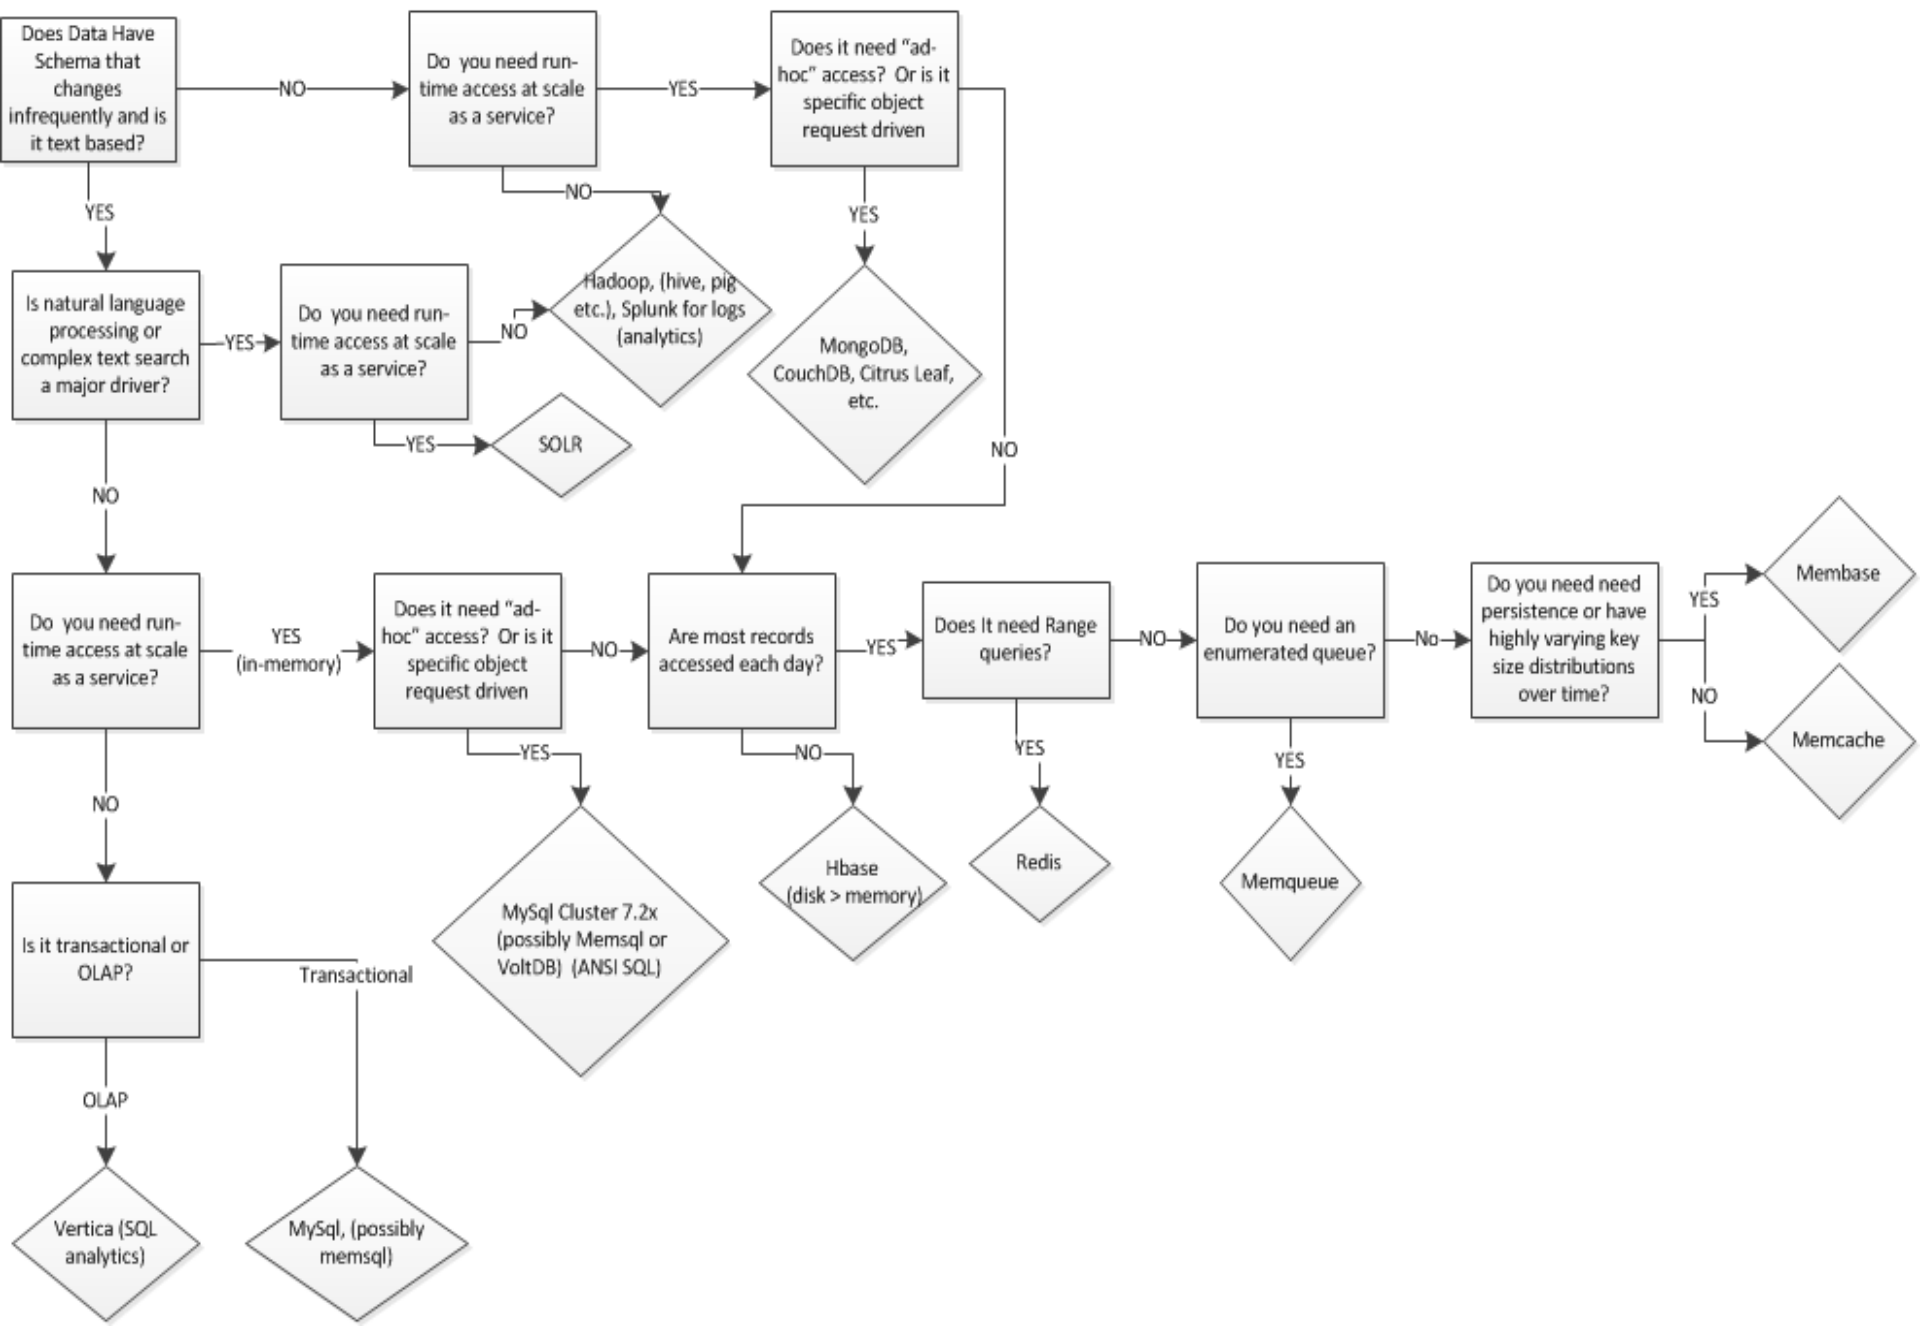 Does Data Have
Schema that
changes
infrequently and is
it text based?
NO
Do you need run-
time access at scale
as a service?
YES
Does it need “ad-
hoc” access? Or is it
specific object
request driven
YES
NO
YES
Is natural language
processing or
complex text search
a major driver?
YES
Do you need run-
time access at scale
as a service?
NO
Hadoop, (hive, pig
etc.), Splunk for logs
(analytics)
MongoDB,
CouchDB, Citrus Leaf,
etc.
YES
SOLR
NO
NO
Do you need run-
time access at scale
as a service?
YES
(in-memory)
Does it need “ad-
hoc” access? Or is it
specific object
request driven
NO
Are most records
accessed each day?
YES
Does It need Range
queries?
NO
Do you need an
enumerated queue?
No
Do you need need
persistence or have
highly varying key
size distributions
over time?
YES
Membase
NO
Memcache
YES
NO
YES
YES
NO
MySql Cluster 7.2x
(possibly Memsql or
VoltDB) (ANSI SQL)
Hbase
(disk > memory)
Redis
Memqueue
Is it transactional or
OLAP?
Transactional
OLAP
Vertica (SQL
analytics)
MySql, (possibly
memsql)